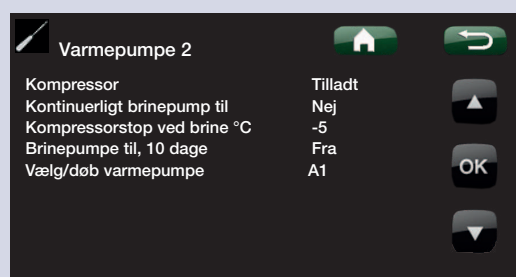 Varmepumpe 2
Kompressor Tilladt
Kontinuerligt brinepump til Nej
Kompressorstop ved brine °C -5
Brinepumpe til, 10 dage Fra
Vælg/døb varmepumpe A1
OK